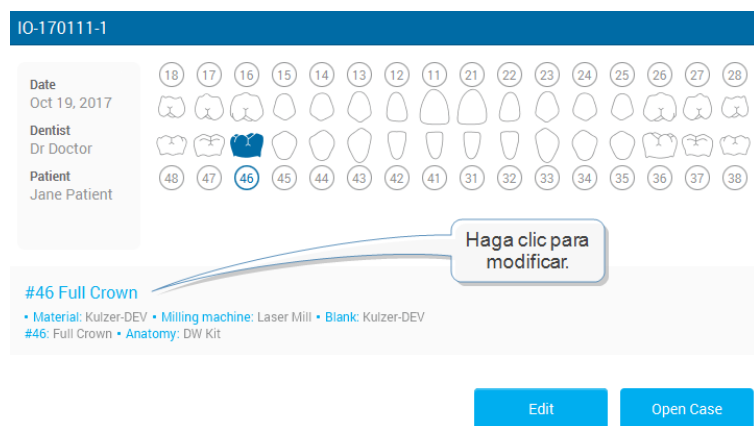 IO-170111-1
Date
Oct 19, 2017
Dentist
Dr Doctor
Patient
Jane Patient
18 17 16 15 14 13 12 11 21 22 23 24 25 26 27 28
48 47 46 45 44 43 42 41 31 32 33 34 35 36 37 38
Haga clic para
modificar.
#46 Full Crown
• Material: Kulzer-DEV • Milling machine: Laser Mill • Blank: Kulzer-DEV
#46: Full Crown • Anatomy: DW Kit
Edit Open Case